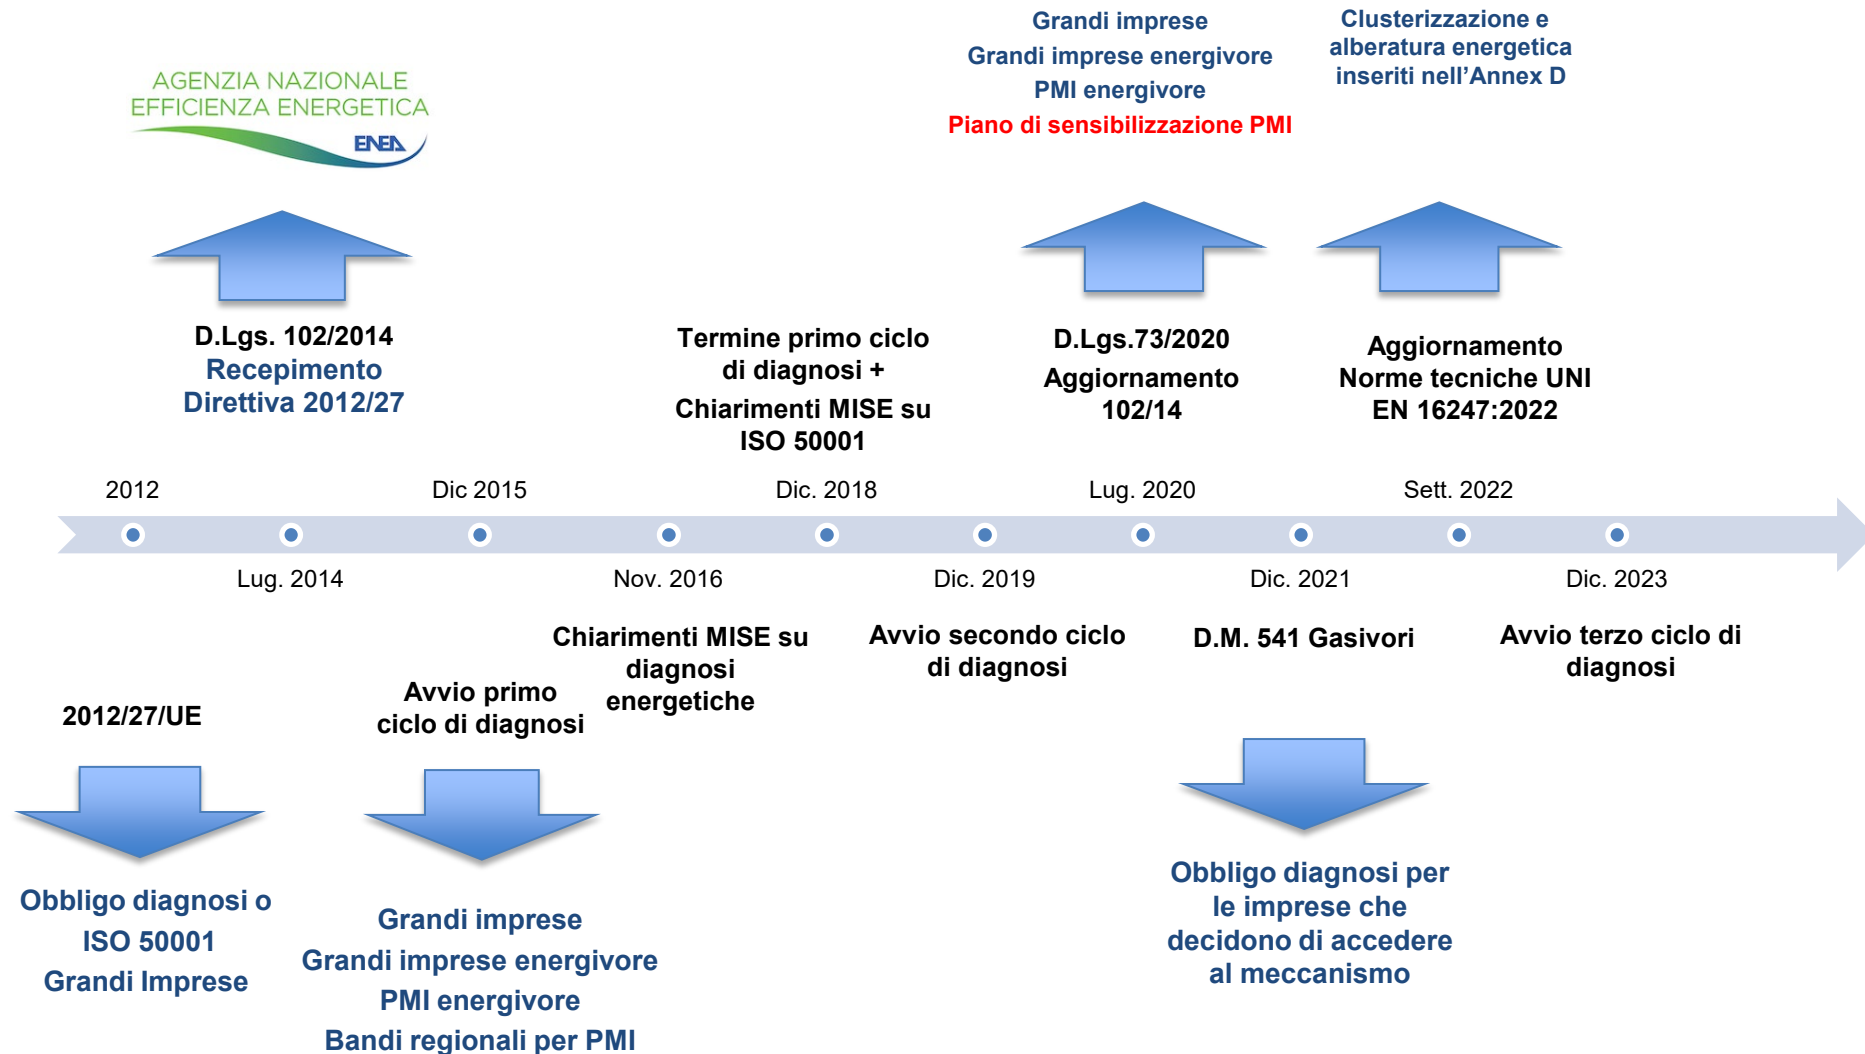 Grandi imprese
Grandi imprese energivore
PMI energivore
Piano di sensibilizzazione PMI
Clusterizzazione e
alberatura energetica
inseriti nell'Annex D
AGENZIA NAZIONALE
EFFICIENZA ENERGETICA
ENEA
D.Lgs. 102/2014
Recepimento
Direttiva 2012/27
Termine primo ciclo
di diagnosi +
Chiarimenti MISE su
ISO 50001
D.Lgs.73/2020
Aggiornamento
102/14
Aggiornamento
Norme tecniche UNI
EN 16247:2022
2012
Dic 2015
Dic. 2018
Lug. 2020
Sett. 2022
Lug. 2014
Nov. 2016
Dic. 2019
Dic. 2021
Dic. 2023
2012/27/UE
Avvio primo
ciclo di diagnosi
Chiarimenti MISE su
diagnosi
energetiche
Avvio secondo ciclo
di diagnosi
D.M. 541 Gasivori
Avvio terzo ciclo di
diagnosi
Obbligo diagnosi o
ISO 50001
Grandi Imprese
Grandi imprese
Grandi imprese energivore
PMI energivore
Bandi regionali per PMI
Obbligo diagnosi per
le imprese che
decidono di accedere
al meccanismo